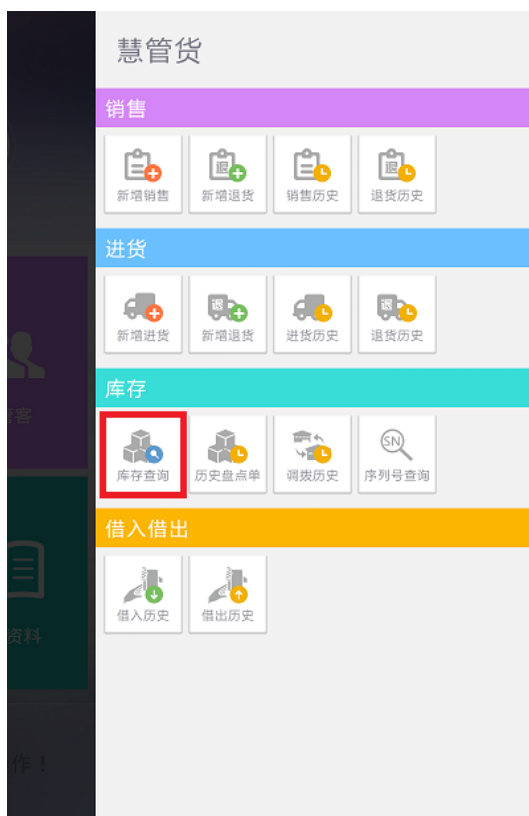 慧管货
销售
新增销售 新增退货 销售历史 退货历史
进货
新增进货 新增退货 进货历史 退货历史
库存
SN
库存查询 历史盘点单 调拨历史 序列号查询
借入借出
借入历史 借出历史
客
资料
作！